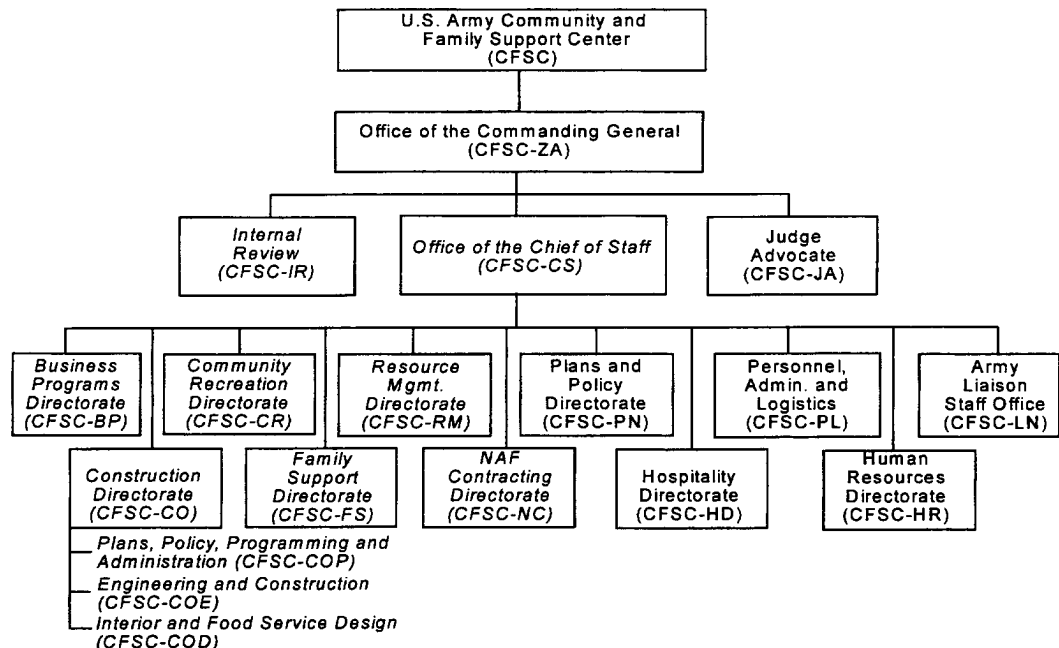 U.S. Army Community and
Family Support Center
(CFSC)
Office of the Commanding General
(CFSC-ZA)
Internal
Review
(CFSC-IR)
Office of the Chief of Staff
(CFSC-CS)
Judge
Advocate
(CFSC-JA)
Business
Programs
Directorate
(CFSC-BP)
Community
Recreation
Directorate
(CFSC-CR)
Resource
Mgmt.
Directorate
(CFSC-RM)
Plans and
Policy
Directorate
(CFSC-PN)
Personnel,
Admin. and
Logistics
(CFSC-PL)
Army
Liaison
Staff Office
(CFSC-LN)
Construction
Directorate
(CFSC-CO)
Family
Support
Directorate
(CFSC-FS)
NAF
Contracting
Directorate
(CFSC-NC)
Hospitality
Directorate
(CFSC-HD)
Human
Resources
Directorate
(CFSC-HR)
Plans, Policy, Programming and
Administration (CFSC-COP)
Engineering and Construction
(CFSC-COE)
Interior and Food Service Design
(CFSC-COD)